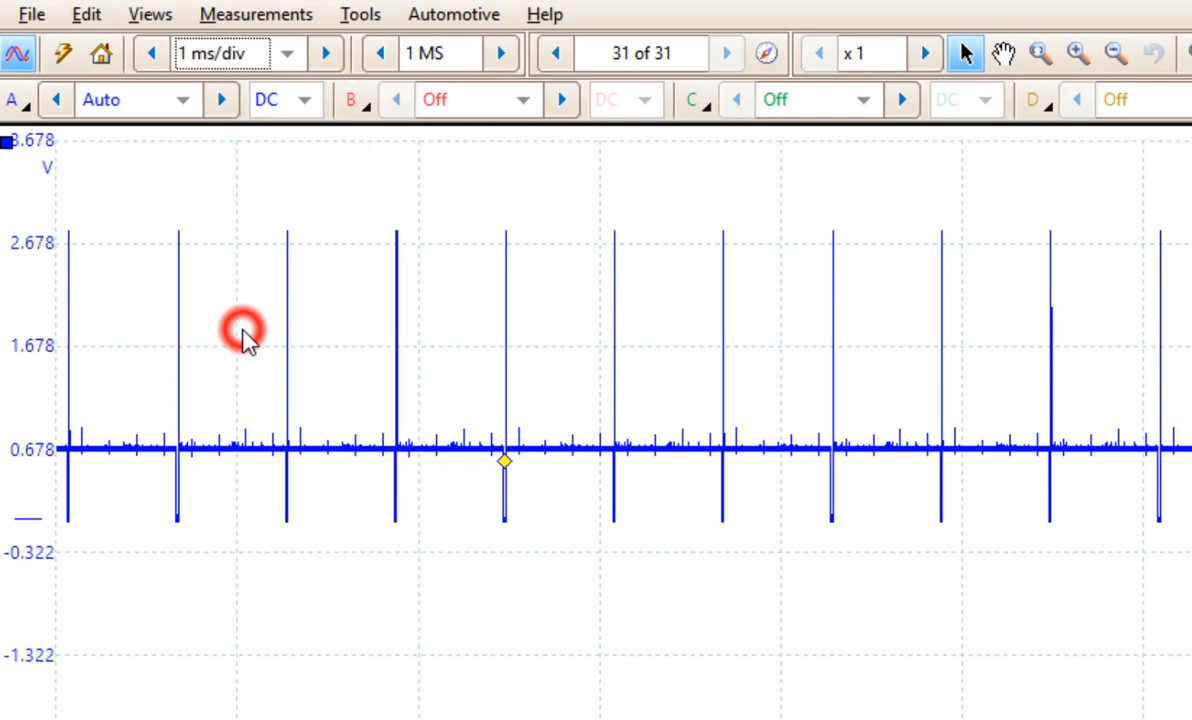 File Edit Views Measurements Tools Automotive Help
1 ms/div 1 MS 31 of 31 x 1
A Auto DC B Off DC C Off DC D Off
3.678
V
2.678
1.678
0.678
-0.322
-1.322